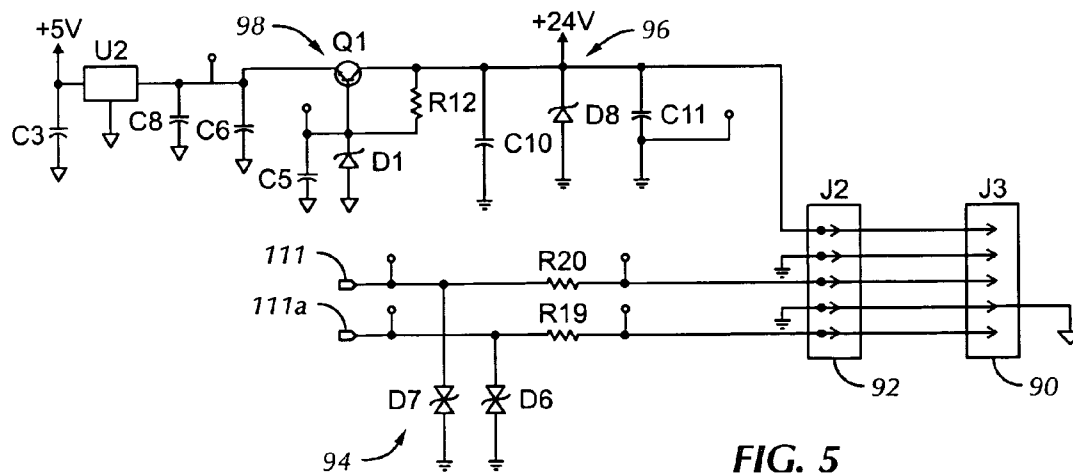 98
Q1
+24V
96
+5V
U2
R12
D8
C11
C3
C8
C6
C10
C5
D1
J2
J3
111
R20
111a
R19
D7
D6
92
90
94
FIG. 5